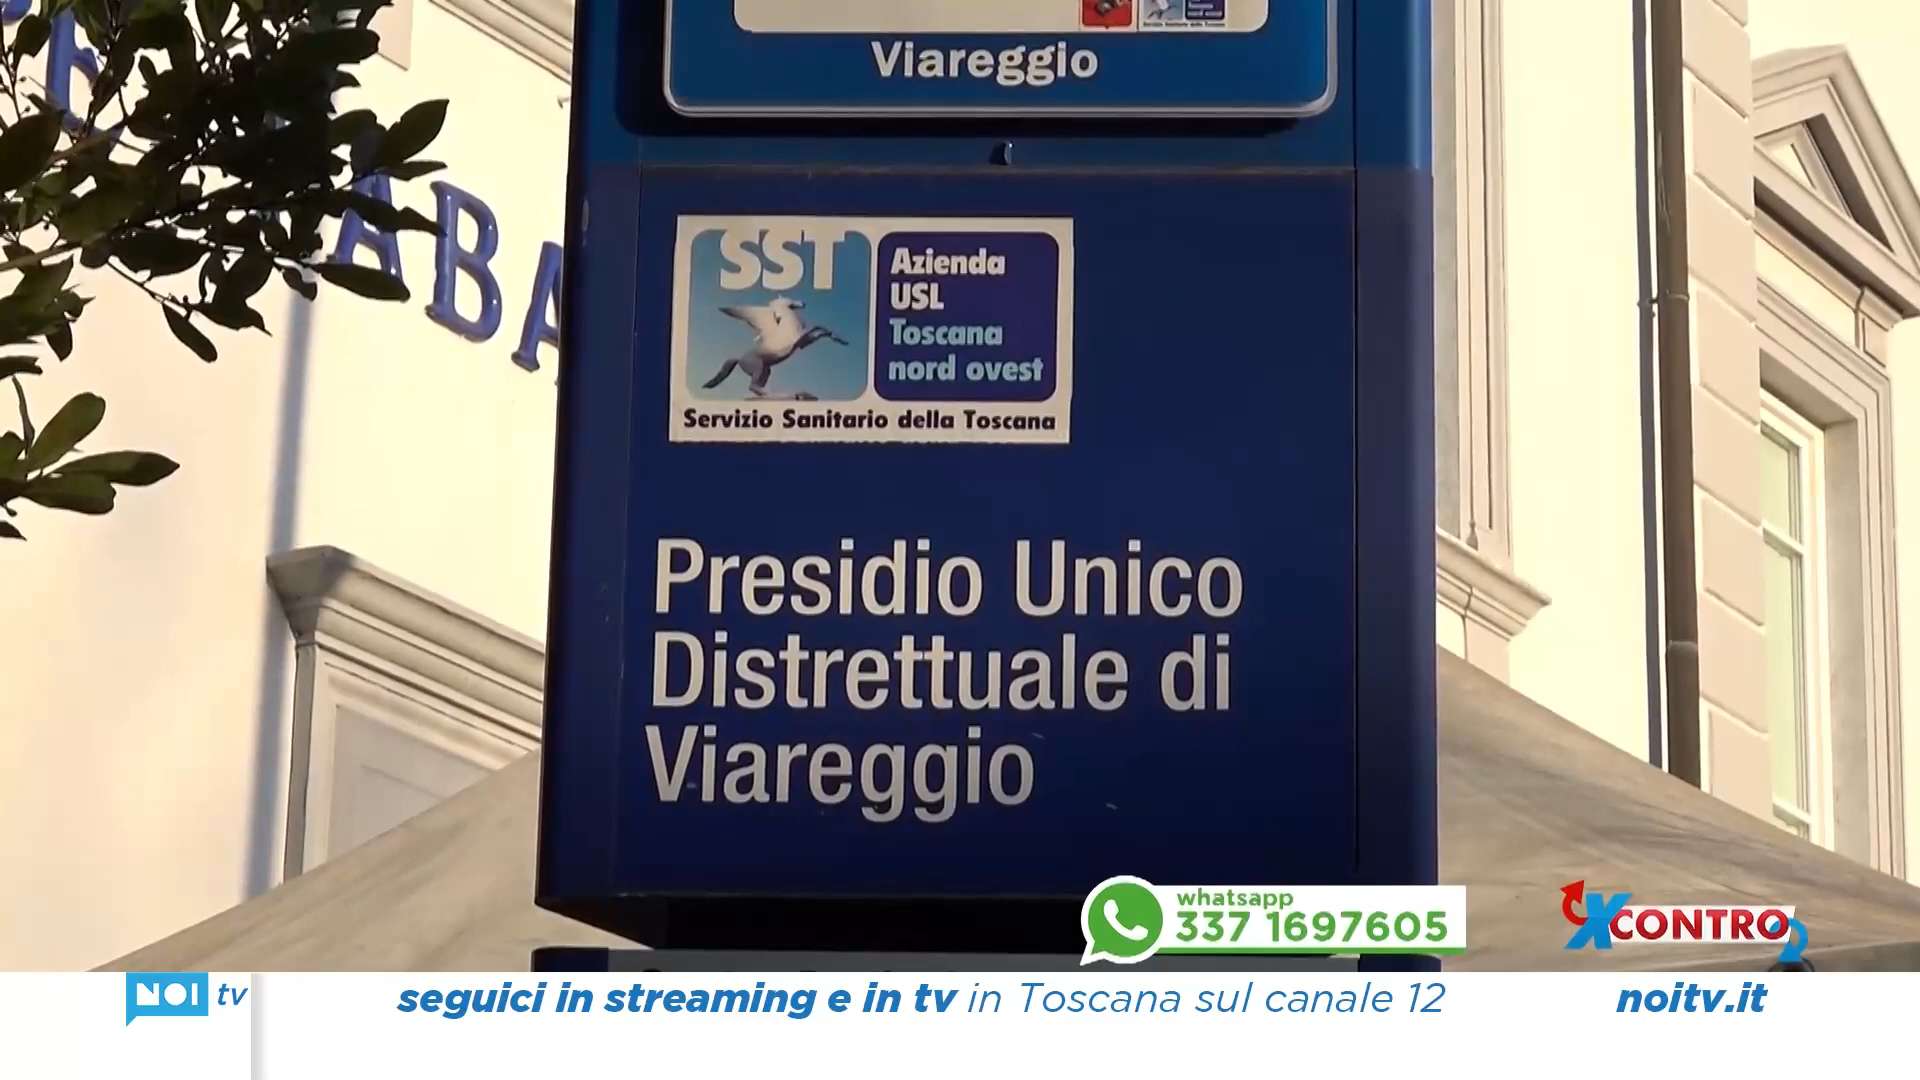 Viareggio
SST
Azienda
USL
Toscana
nord ovest
Servizio Sanitario della Toscana
Presidio Unico
Distrettuale di
Viareggio
whatsapp
337 1697605
XCONTRO
NOI tv
seguici in streaming e in tv in Toscana sul canale 12
noitv.it